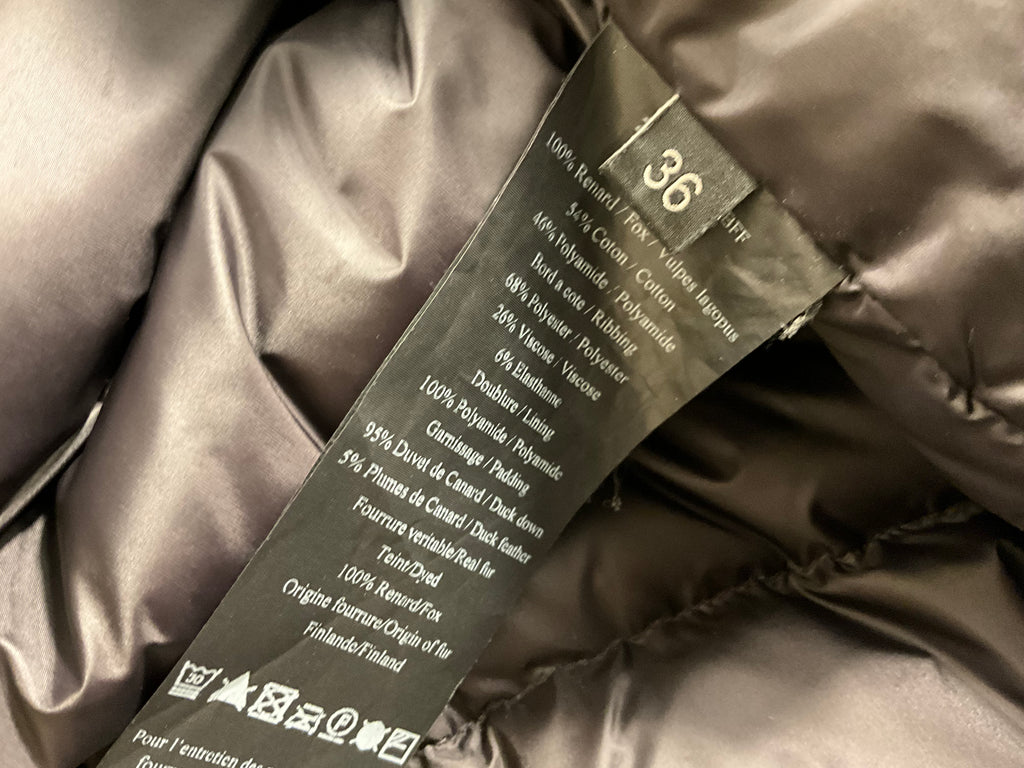 36
IFF
100% Renard / Fox / Vulpes lagopus
54% Coton / Cotton
46% Polyamide / Polyamide
Bord a cote / Ribbing
68% Polyester / Polyester
26% Viscose / Viscose
6% Elasthanne
Doublure / Lining
100% Polyamide / Polyamide
Garnissage / Padding
95% Duvet de Canard / Duck down
5% Plumes de Canard / Duck feather
Fourrure veritable/Real fur
Teint/Dyed
100% Renard/Fox
Origine fourrure/Origin of fur
Finlande/Finland
30 P
Pour l'entretien des